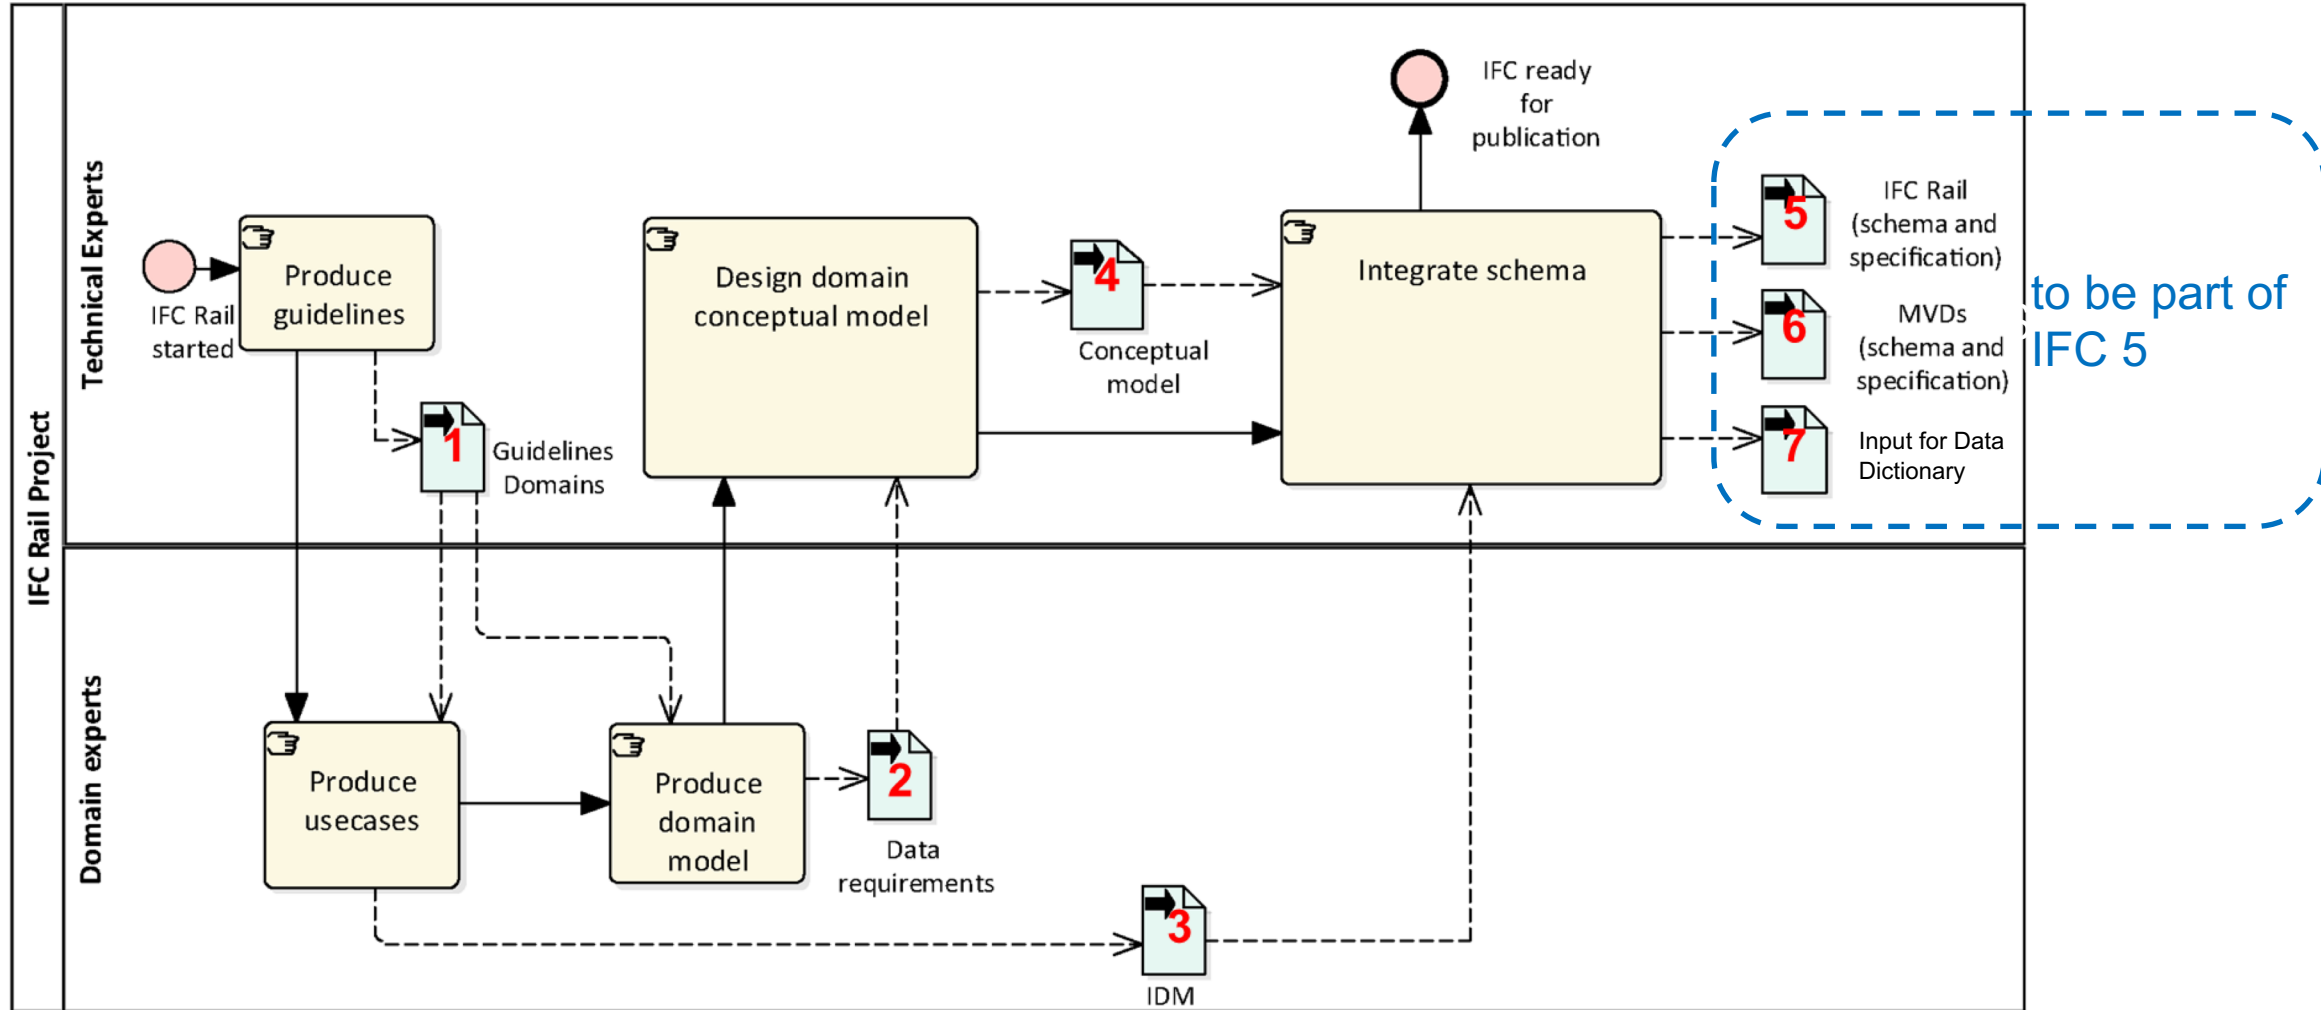 IFC Rail Project
Technical Experts
IFC Rail
started
Produce
guidelines
1
Guidelines
Domains
Design domain
conceptual model
4
Conceptual
model
IFC ready
for
publication
Integrate schema
5
IFC Rail
(schema and
specification)
6
MVDs
(schema and
specification)
7
Input for Data
Dictionary
to be part of
IFC 5
Domain experts
Produce
usecases
Produce
domain
model
2
Data
requirements
3
IDM